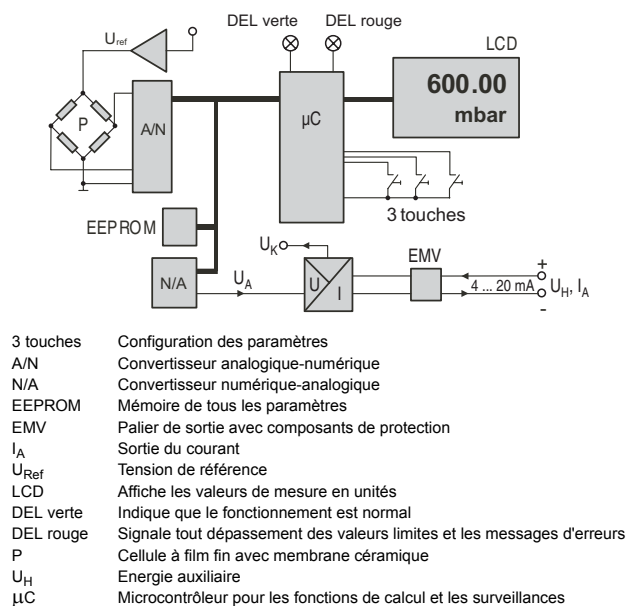 DEL verte DEL rouge
Uref
LCD
600.00
mbar
P
A/N
µC
3 touches
EEPROM
UK
EMV
N/A
UA
U
I
+
4 ... 20 mA
UH, IA
-
3 touches Configuration des paramètres
A/N Convertisseur analogique-numérique
N/A Convertisseur numérique-analogique
EEPROM Mémoire de tous les paramètres
EMV Palier de sortie avec composants de protection
IA Sortie du courant
URef Tension de référence
LCD Affiche les valeurs de mesure en unités
DEL verte Indique que le fonctionnement est normal
DEL rouge Signale tout dépassement des valeurs limites et les messages d'erreurs
P Cellule à film fin avec membrane céramique
UH Energie auxiliaire
µC Microcontrôleur pour les fonctions de calcul et les surveillances